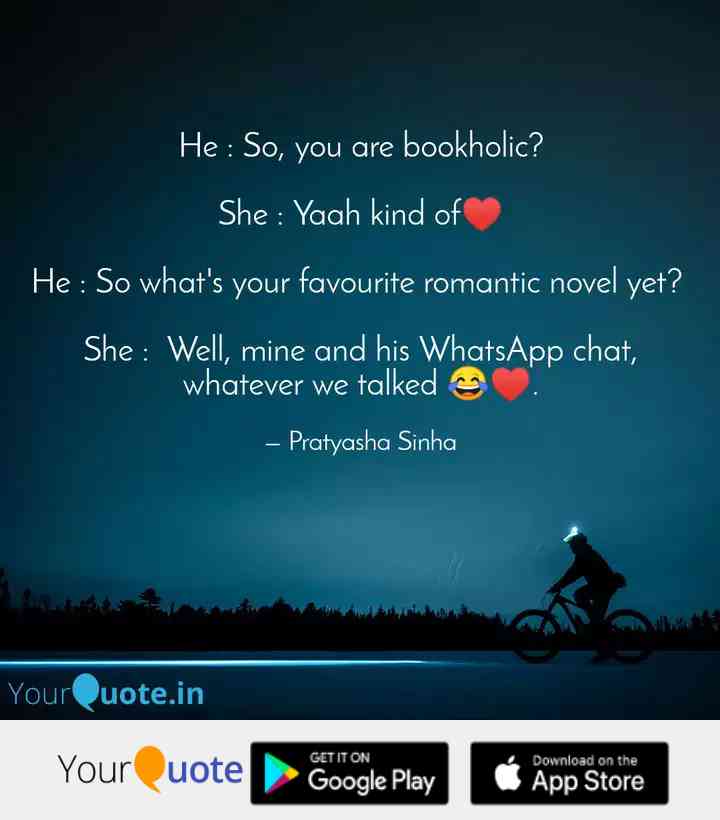 He : So, you are bookholic?
She : Yaah kind of❤️
He : So what's your favourite romantic novel yet?
She :  Well, mine and his WhatsApp chat,
whatever we talked 😂❤️.
– Pratyasha Sinha
YourQuote.in
YourQuote
GET IT ON
Google Play
Download on the
App Store